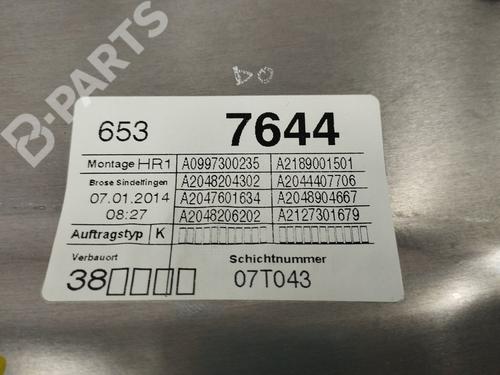 B-PARTS
DO
653 7644
Montage HR1 A0997300235 A2189001501
Brose Sindelfingen A2048204302 A2044407706
07.01.2014 A2047601634 A2048904667
08:27 A2048206202 A2127301679
Auftragstyp K
Verbauort Schichtnummer
38 07T043